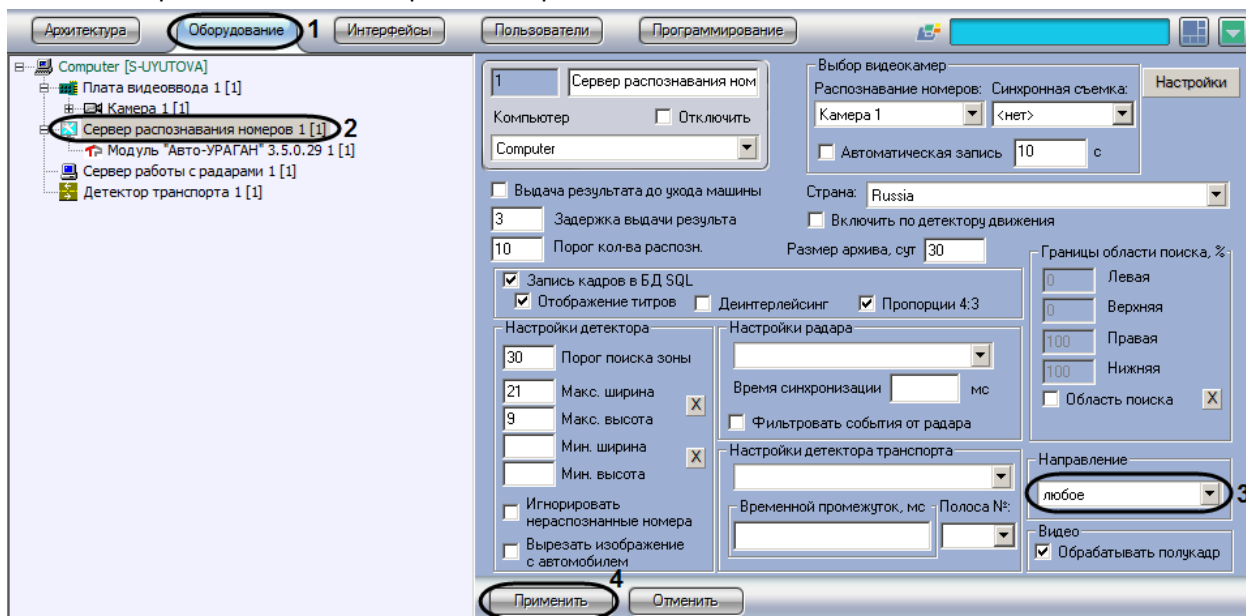 Архитектура Оборудование 1 Интерфейсы Пользователи Программирование
Computer [S-UYUTOVA]
Плата видеоввода 1 [1]
Камера 1 [1]
Сервер распознавания номеров 1 [1] 2
Модуль "Авто-УРАГАН" 3.5.0.29 1 [1]
Сервер работы с радарами 1 [1]
Детектор транспорта 1 [1]
1 Сервер распознавания ном
Компьютер Отключить
Computer
Выбор видеокамер
Распознавание номеров: Синхронная съемка:
Камера 1 <нет>
Автоматическая запись 10 с
Настройки
Выдача результата до ухода машины
Страна: Russia
3 Задержка выдачи результа
Включить по детектору движения
10 Порог кол-ва распозн.
Размер архива, сут 30
Запись кадров в БД SQL
Отображение титров Деинтерлейсинг Пропорции 4:3
Границы области поиска, %
0 Левая
0 Верхняя
100 Правая
100 Нижняя
Область поиска X
Настройки детектора
30 Порог поиска зоны
21 Макс. ширина
X
9 Макс. высота
Мин. ширина
X
Мин. высота
Игнорировать
нераспознанные номера
Вырезать изображение
с автомобилем
Настройки радара
Время синхронизации мс
Фильтровать события от радара
Настройки детектора транспорта
Временной промежуток, мс Полоса №:
Направление
любое 3
Видео
Обрабатывать полукадр
4
Применить Отменить